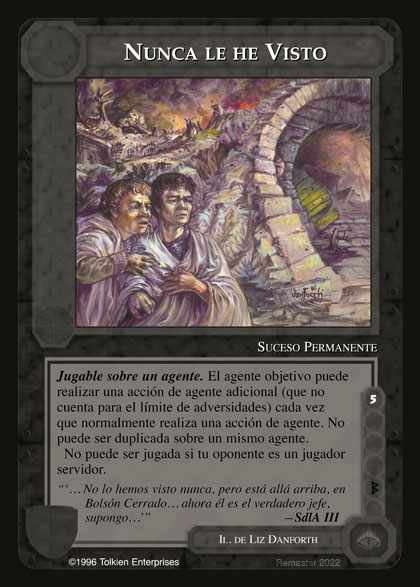 NUNCA LE HE VISTO
Danforth
SUCESO PERMANENTE
Jugable sobre un agente. El agente objetivo puede
realizar una acción de agente adicional (que no
cuenta para el límite de adversidades) cada vez
que normalmente realiza una acción de agente. No
puede ser duplicada sobre un mismo agente.
No puede ser jugada si tu oponente es un jugador
servidor.
“‘…No lo hemos visto nunca, pero está allá arriba, en
Bolsón Cerrado…ahora él es el verdadero jefe,
supongo…’” —SdlA III
5
IL. DE LIZ DANFORTH
©1996 Tolkien Enterprises
Remaster 2022